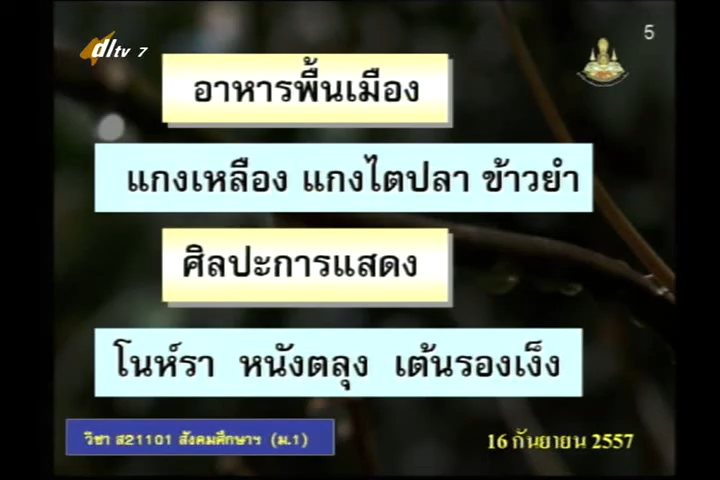 dltv 7
5
อาหารพื้นเมือง
แกงเหลือง แกงไตปลา ข้าวยำ
ศิลปะการแสดง
โนห์รา หนังตลุง เต้นรองเง็ง
วิชา ส21101 สังคมศึกษาฯ (ม.1)
16 กันยายน 2557